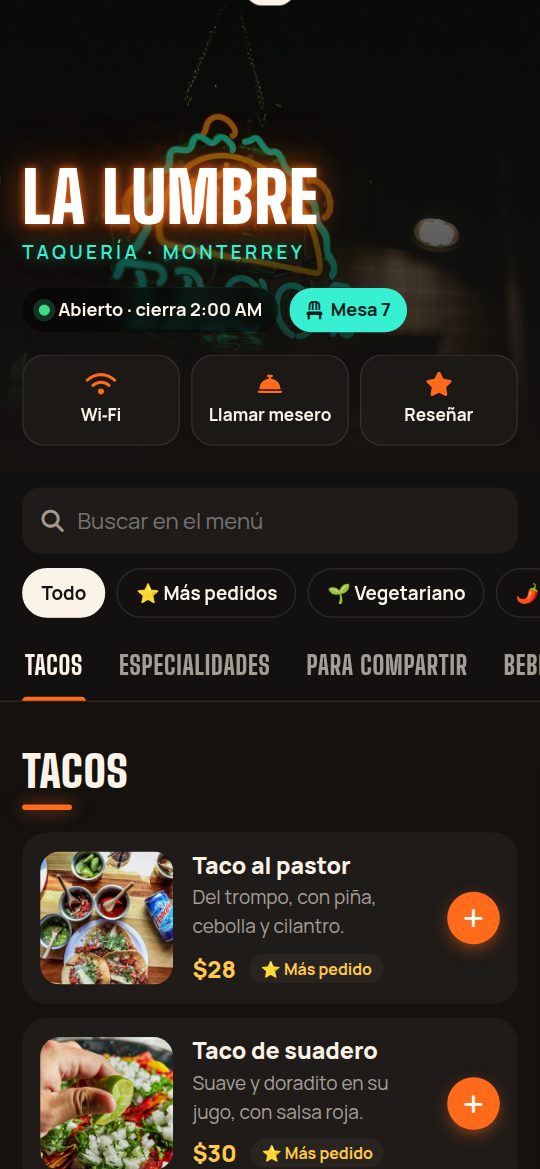 LA LUMBRE
TAQUERÍA · MONTERREY
Abierto · cierra 2:00 AM
Mesa 7
Wi-Fi
Llamar mesero
Reseñar
Buscar en el menú
Todo
⭐ Más pedidos
🌱 Vegetariano
🌶️
TACOS
ESPECIALIDADES
PARA COMPARTIR
BEB
TACOS
Taco al pastor
Del trompo, con piña,
cebolla y cilantro.
$28
⭐ Más pedido
+
Taco de suadero
Suave y doradito en su
jugo, con salsa roja.
$30
⭐ Más pedido
+